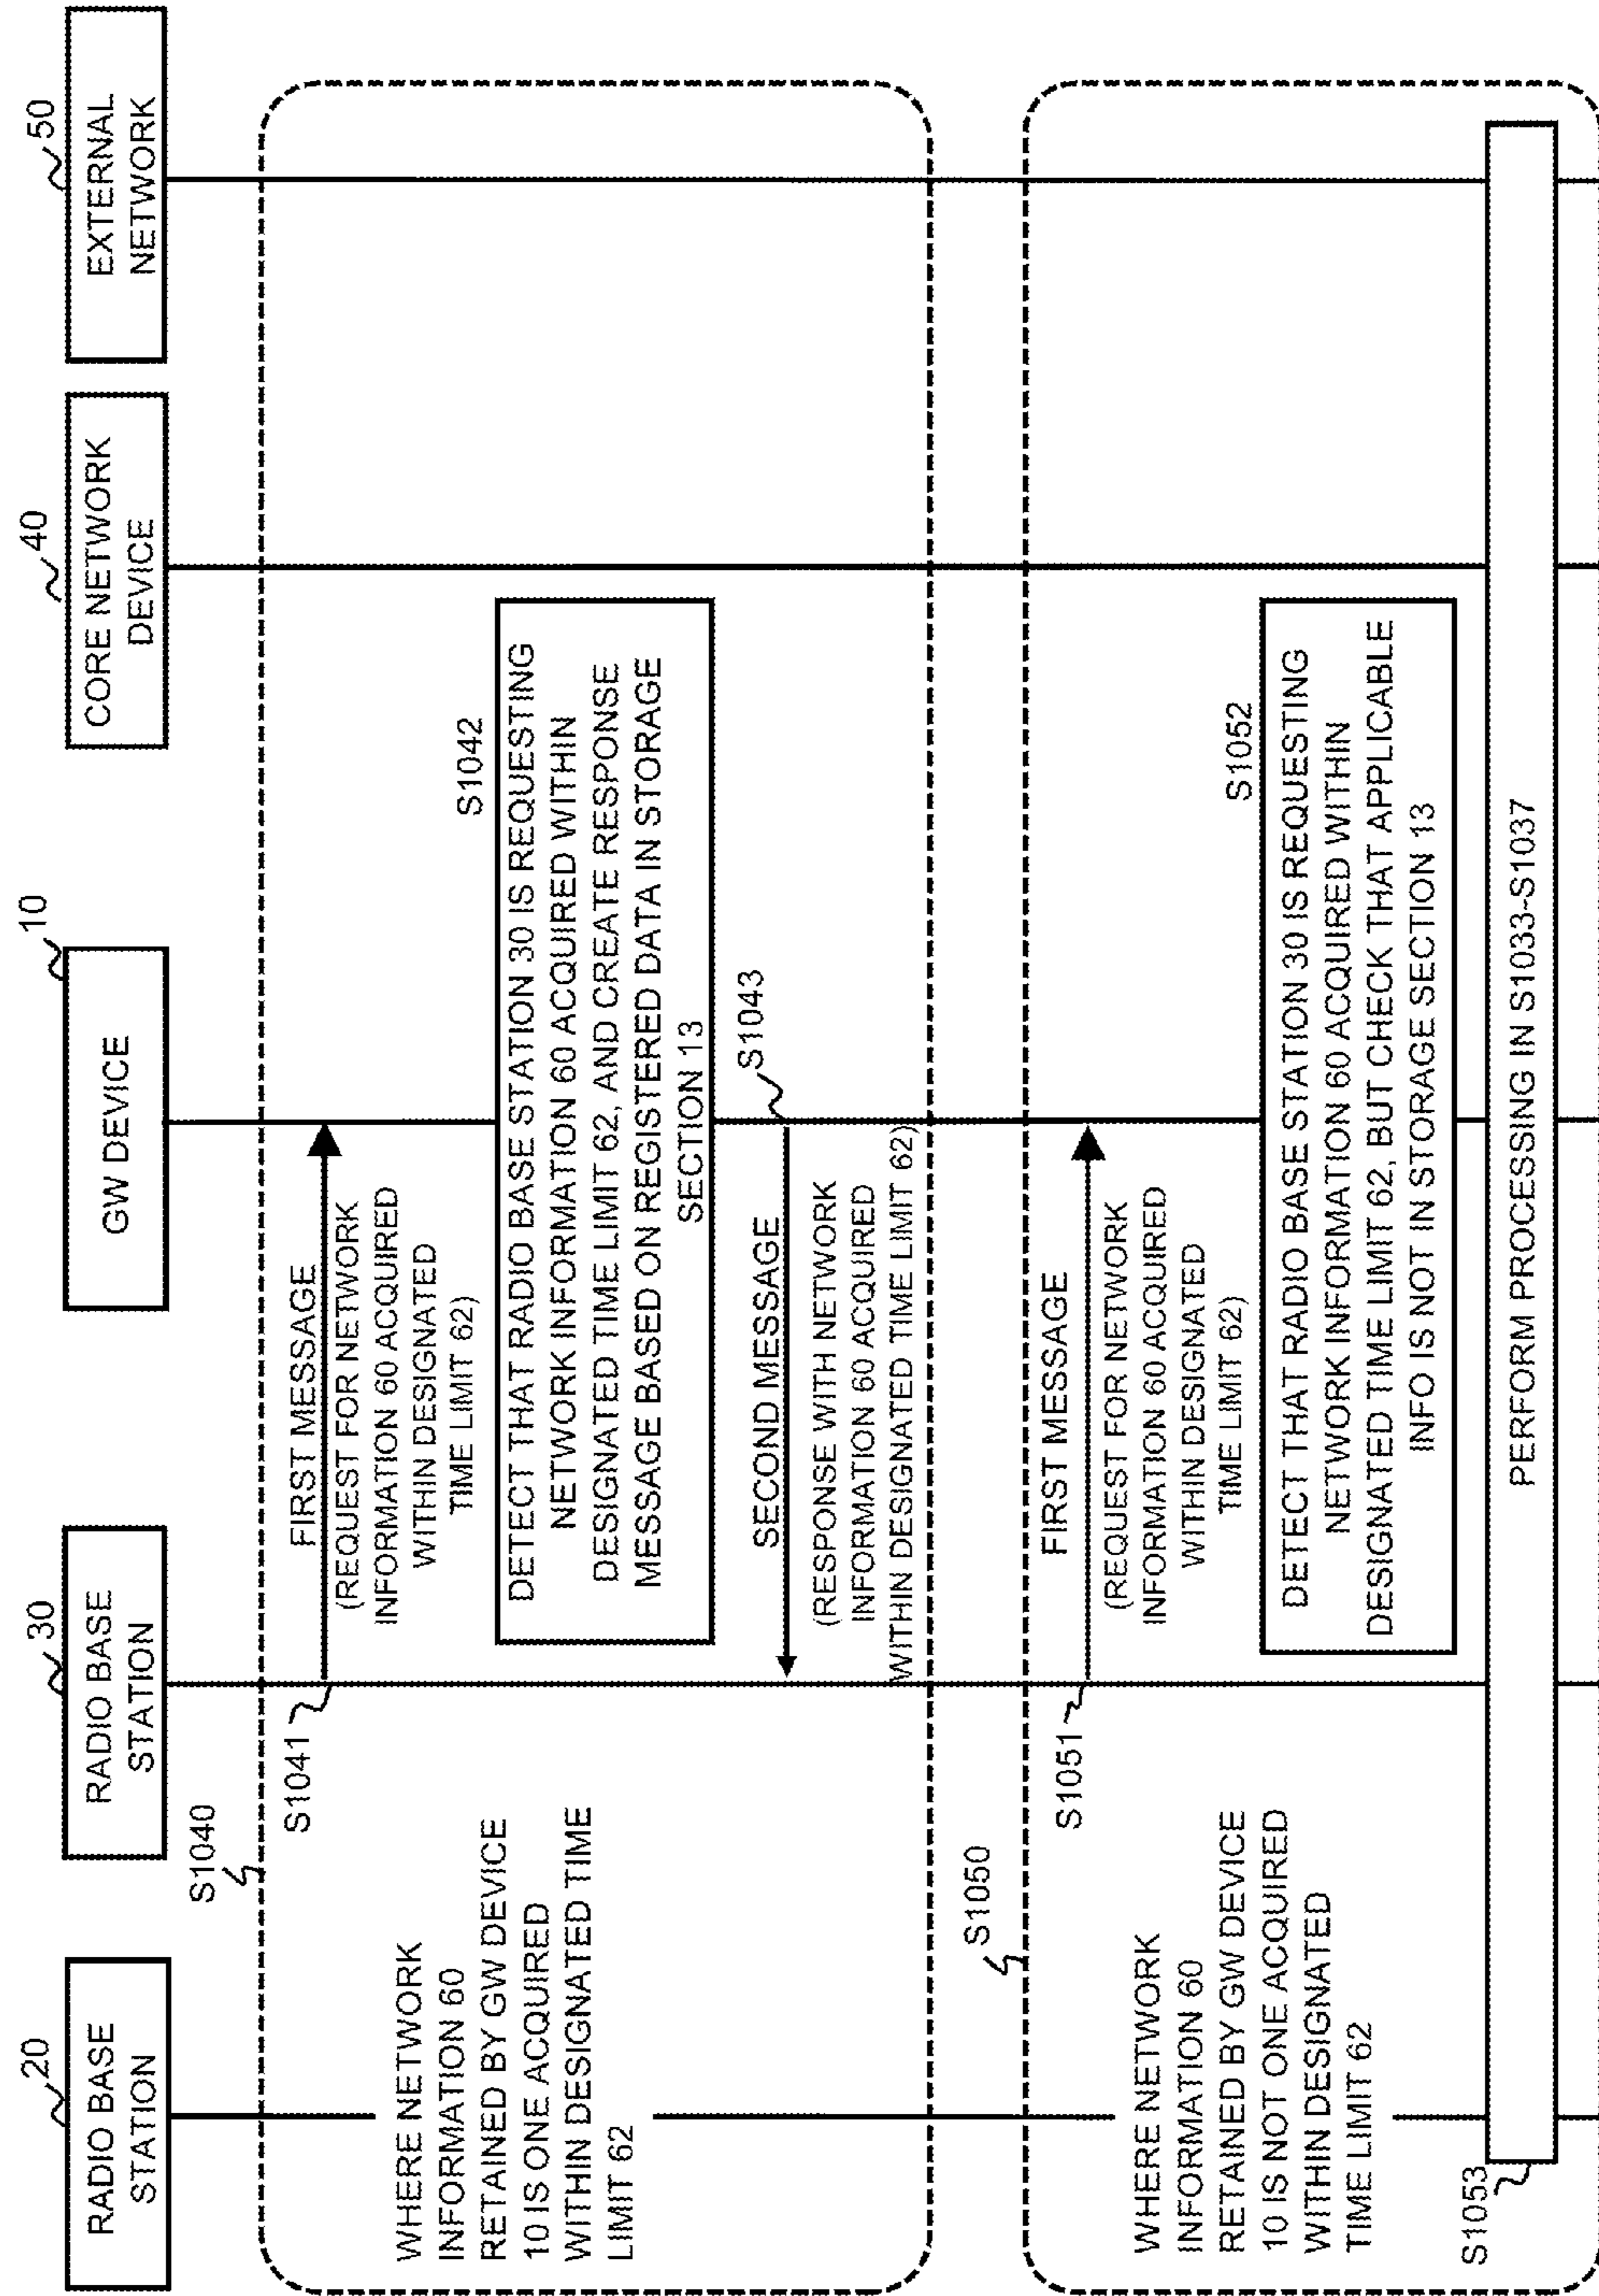 20
RADIO BASE
STATION
30
RADIO BASE
STATION
10
GW DEVICE
40
CORE NETWORK
DEVICE
50
EXTERNAL
NETWORK
S1040
WHERE NETWORK
INFORMATION 60
RETAINED BY GW DEVICE
10 IS ONE ACQUIRED
WITHIN DESIGNATED TIME
LIMIT 62
S1041
FIRST MESSAGE
(REQUEST FOR NETWORK
INFORMATION 60 ACQUIRED
WITHIN DESIGNATED
TIME LIMIT 62)
S1042
DETECT THAT RADIO BASE STATION 30 IS REQUESTING
NETWORK INFORMATION 60 ACQUIRED WITHIN
DESIGNATED TIME LIMIT 62, AND CREATE RESPONSE
MESSAGE BASED ON REGISTERED DATA IN STORAGE
SECTION 13
S1043
SECOND MESSAGE
(RESPONSE WITH NETWORK
INFORMATION 60 ACQUIRED
WITHIN DESIGNATED TIME LIMIT 62)
S1050
WHERE NETWORK
INFORMATION 60
RETAINED BY GW DEVICE
10 IS NOT ONE ACQUIRED
WITHIN DESIGNATED
TIME LIMIT 62
S1051
FIRST MESSAGE
(REQUEST FOR NETWORK
INFORMATION 60 ACQUIRED
WITHIN DESIGNATED
TIME LIMIT 62)
S1052
DETECT THAT RADIO BASE STATION 30 IS REQUESTING
NETWORK INFORMATION 60 ACQUIRED WITHIN
DESIGNATED TIME LIMIT 62, BUT CHECK THAT APPLICABLE
INFO IS NOT IN STORAGE SECTION 13
S1053
PERFORM PROCESSING IN S1033-S1037